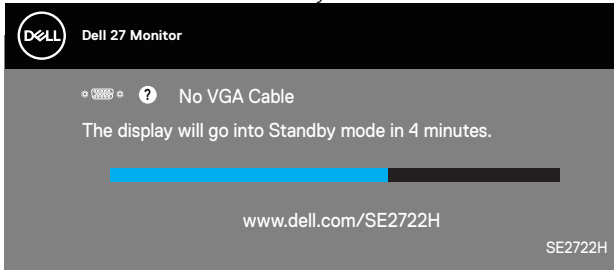 DELL
Dell 27 Monitor
? No VGA Cable
The display will go into Standby mode in 4 minutes.
www.dell.com/SE2722H
SE2722H